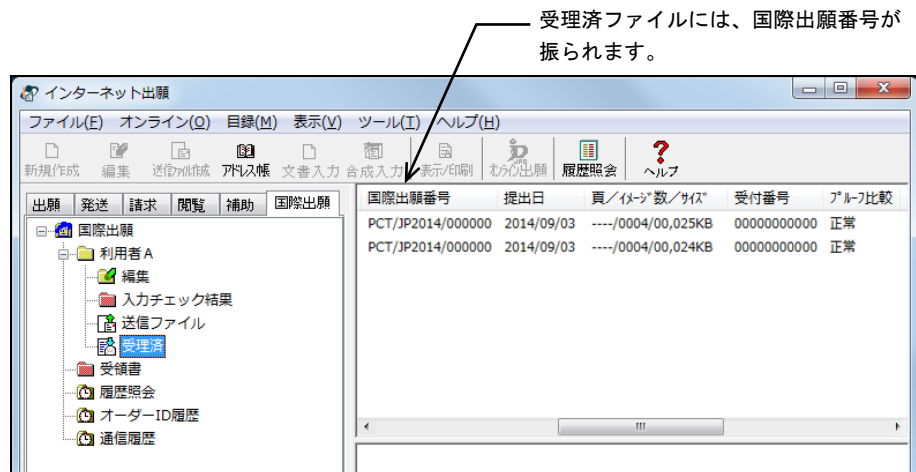 受理済ファイルには、国際出願番号が
振られます。
インターネット出願
ファイル(F) オンライン(O) 目録(M) 表示(V) ツール(T) ヘルプ(H)
新規作成 編集 送信ファイル作成 アドレス帳 文書入力 合成入力 表示/印刷 オンライン出願 履歴照会 ヘルプ
出願 発送 請求 閲覧 補助 国際出願
国際出願番号 提出日 頁/イメージ数/サイズ 受付番号 プルーフ比較
PCT/JP2014/000000 2014/09/03 ----/0004/00,025KB 00000000000 正常
PCT/JP2014/000000 2014/09/03 ----/0004/00,024KB 00000000000 正常
国際出願
利用者A
編集
入力チェック結果
送信ファイル
受理済
受領書
履歴照会
オーダーID履歴
通信履歴